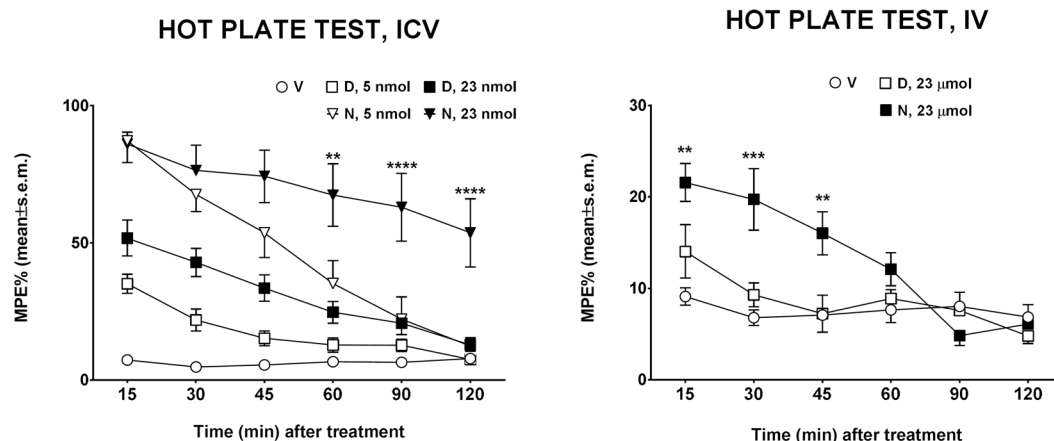 HOT PLATE TEST, ICV
V D, 5 nmol D, 23 nmol
N, 5 nmol N, 23 nmol
MPE% (mean±s.e.m.)
100
50
0
** **** ****
15 30 45 60 90 120
Time (min) after treatment
HOT PLATE TEST, IV
V D, 23 μmol
N, 23 μmol
MPE% (mean±s.e.m.)
30
20
10
0
** *** **
15 30 45 60 90 120
Time (min) after treatment